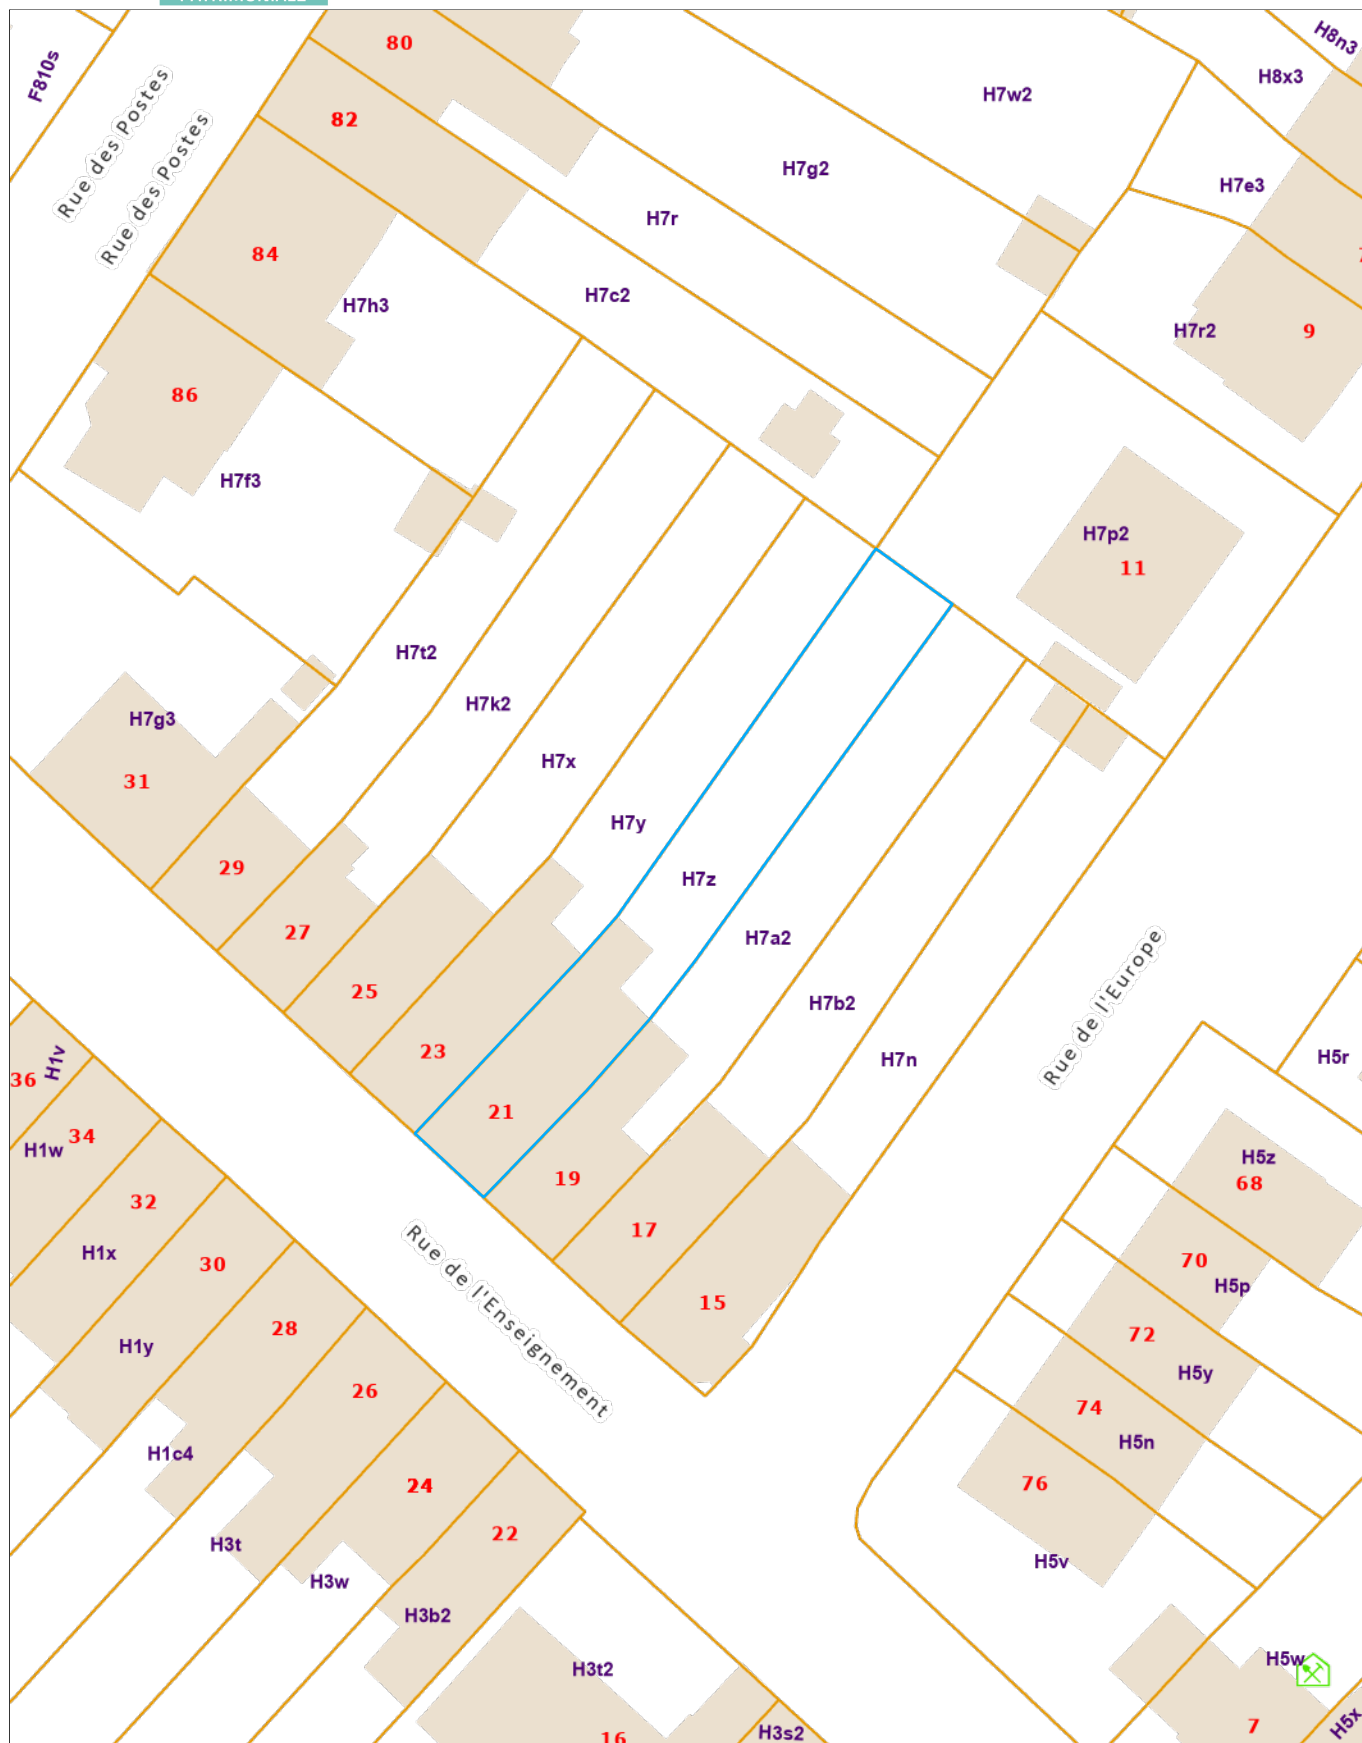 80
H8n3
F810s
H8x3
H7w2
Rue des Postes
82
H7g2
Rue des Postes
H7e3
H7r
84
H7c2
H7h3
H7r2
9
86
H7f3
H7p2
11
H7t2
H7k2
H7g3
H7x
31
H7y
29
H7z
27
H7a2
25
H7b2
Rue de l'Europe
23
H7n
H5r
H1v
36
21
34
H1w
H5z
19
68
32
17
H1x
30
70
H5p
15
Rue de l'Enseignement
28
72
H1y
H5y
26
74
H5n
H1c4
24
76
22
H3t
H5v
H3w
H3b2
H5w
H3t2
H5x
7
H3s2
16